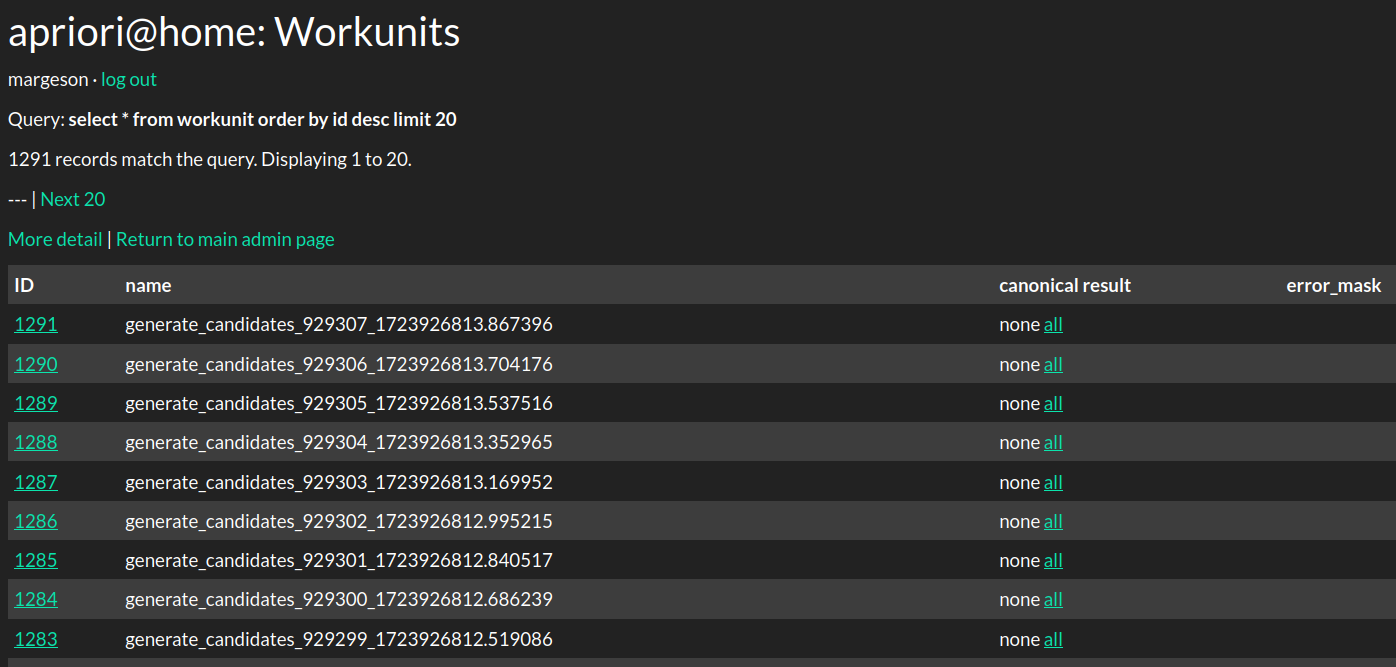 apriori@home: Workunits
margeson · log out
Query: select * from workunit order by id desc limit 20
1291 records match the query. Displaying 1 to 20.
--- | Next 20
More detail | Return to main admin page
ID name canonical result error_mask
1291 generate_candidates_929307_1723926813.867396 none all
1290 generate_candidates_929306_1723926813.704176 none all
1289 generate_candidates_929305_1723926813.537516 none all
1288 generate_candidates_929304_1723926813.352965 none all
1287 generate_candidates_929303_1723926813.169952 none all
1286 generate_candidates_929302_1723926812.995215 none all
1285 generate_candidates_929301_1723926812.840517 none all
1284 generate_candidates_929300_1723926812.686239 none all
1283 generate_candidates_929299_1723926812.519086 none all